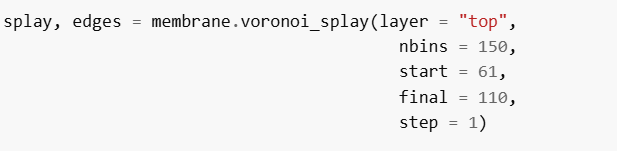 splay, edges = membrane.voronoi_splay(layer = "top",
                                      nbins = 150,
                                      start = 61,
                                      final = 110,
                                      step = 1)